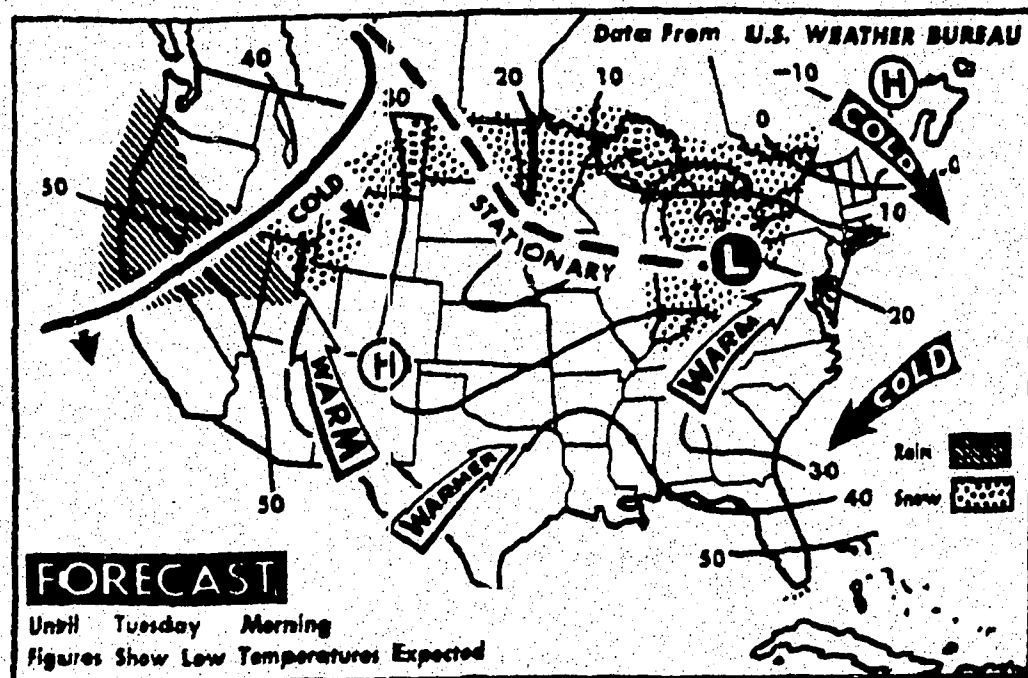 Data From U.S. WEATHER BUREAU
40
20
10
-10
H
COLD
0
50
COLD
10
STATIONARY
L
20
WARM
H
WARM
COLD
WARMER
Rain
30
Snow
40
50
50
FORECAST
Until Tuesday Morning
Figures Show Low Temperatures Expected